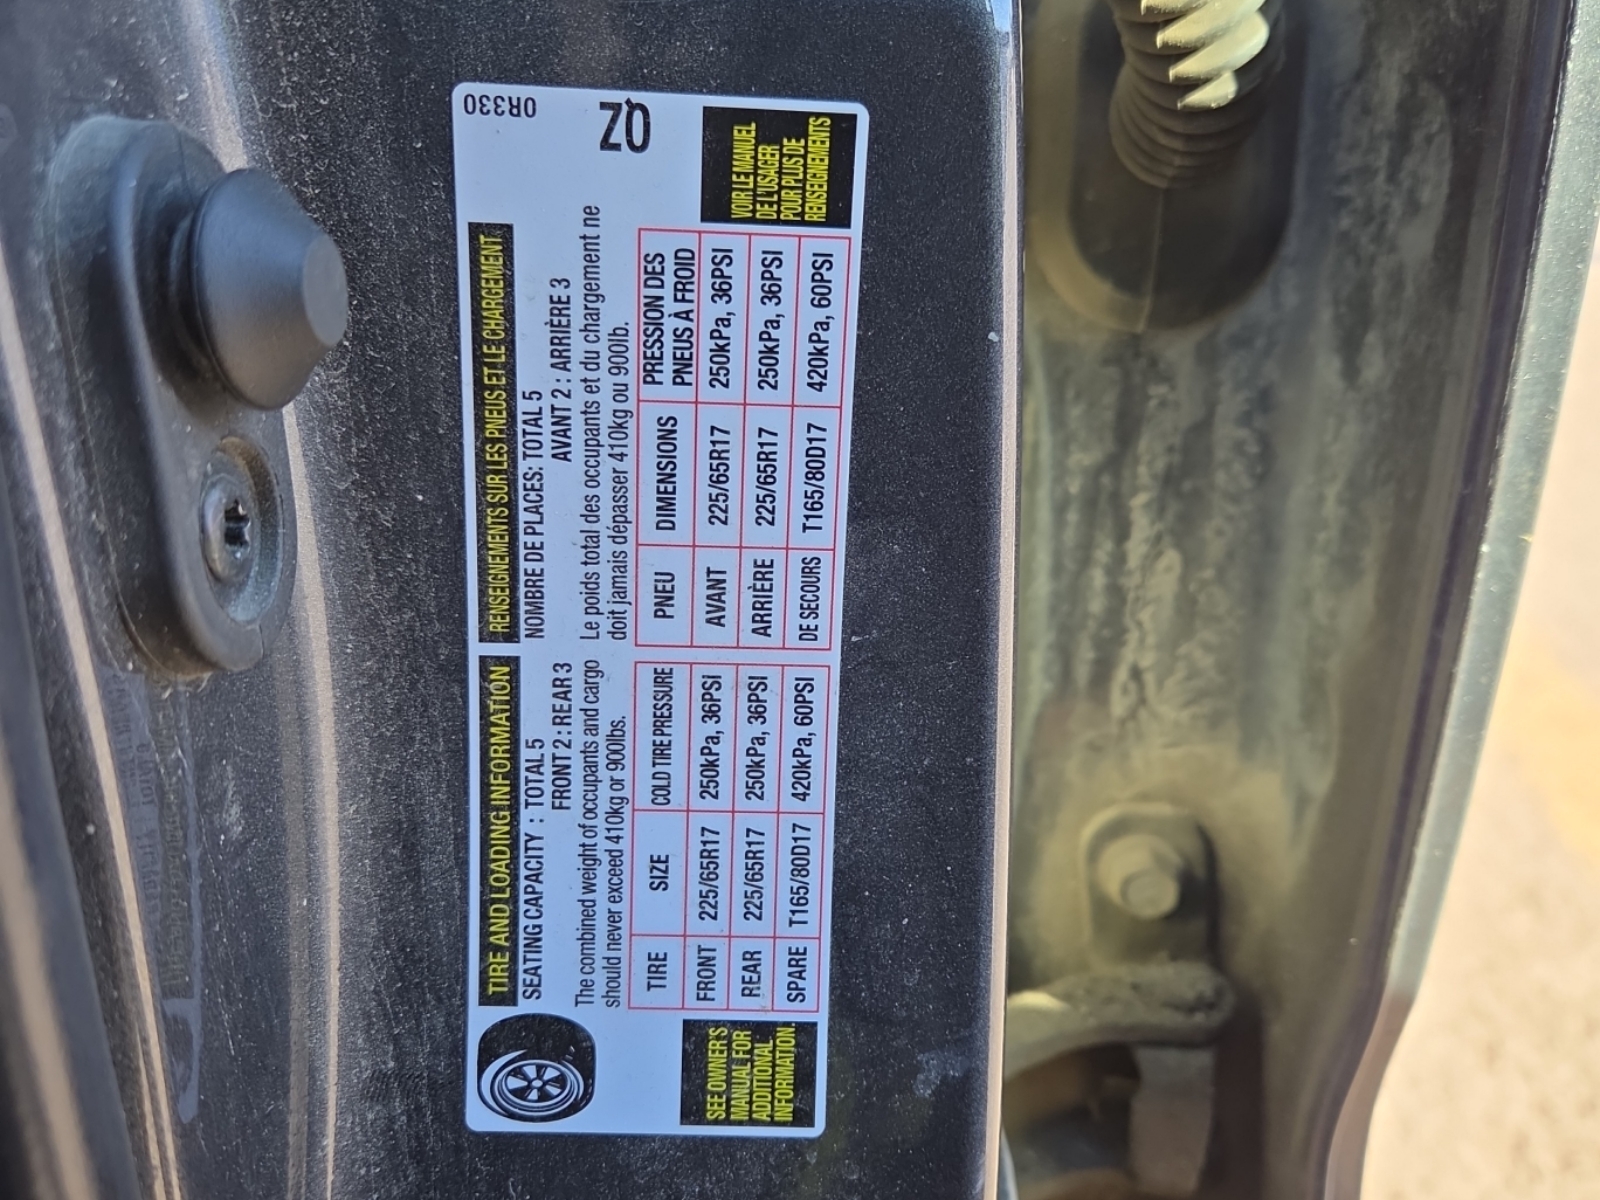 TIRE AND LOADING INFORMATION
SEATING CAPACITY : TOTAL 5
FRONT 2 : REAR 3
The combined weight of occupants and cargo
should never exceed 410kg or 900lbs.
TIRE SIZE COLD TIRE PRESSURE
FRONT 225/65R17 250kPa, 36PSi
REAR 225/65R17 250kPa, 36PSI
SPARE T165/80D17 420kPa, 60PSI
SEE OWNER'S
MANUAL FOR
ADDITIONAL
INFORMATION.
RENSEIGNEMENTS SUR LES PNEUS ET LE CHARGEMENT
NOMBRE DE PLACES: TOTAL 5
AVANT 2 : ARRIÈRE 3
Le poids total des occupants et du chargement ne
doit jamais dépasser 410kg ou 900lb.
PNEU DIMENSIONS PRESSION DES
PNEUS À FROID
AVANT 225/65R17 250kPa, 36PSI
ARRIÈRE 225/65R17 250kPa, 36PSI
DE SECOURS T165/80D17 420kPa, 60PSI
0R330
ZQ
VOIR LE MANUEL
DE L'USAGER
POUR PLUS DE
RENSEIGNEMENTS